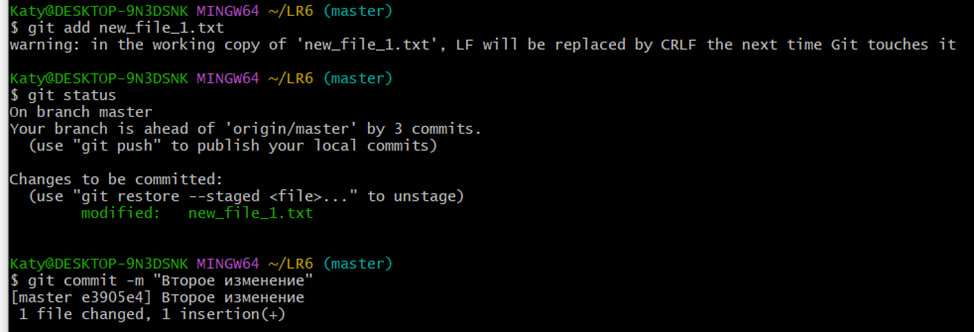 Katy@DESKTOP-9N3DSNK MINGW64 ~/LR6 (master)
$ git add new_file_1.txt
warning: in the working copy of 'new_file_1.txt', LF will be replaced by CRLF the next time Git touches it
Katy@DESKTOP-9N3DSNK MINGW64 ~/LR6 (master)
$ git status
On branch master
Your branch is ahead of 'origin/master' by 3 commits.
  (use "git push" to publish your local commits)
Changes to be committed:
  (use "git restore --staged <file>..." to unstage)
        modified:   new_file_1.txt
Katy@DESKTOP-9N3DSNK MINGW64 ~/LR6 (master)
$ git commit -m "Второе изменение"
[master e3905e4] Второе изменение
 1 file changed, 1 insertion(+)